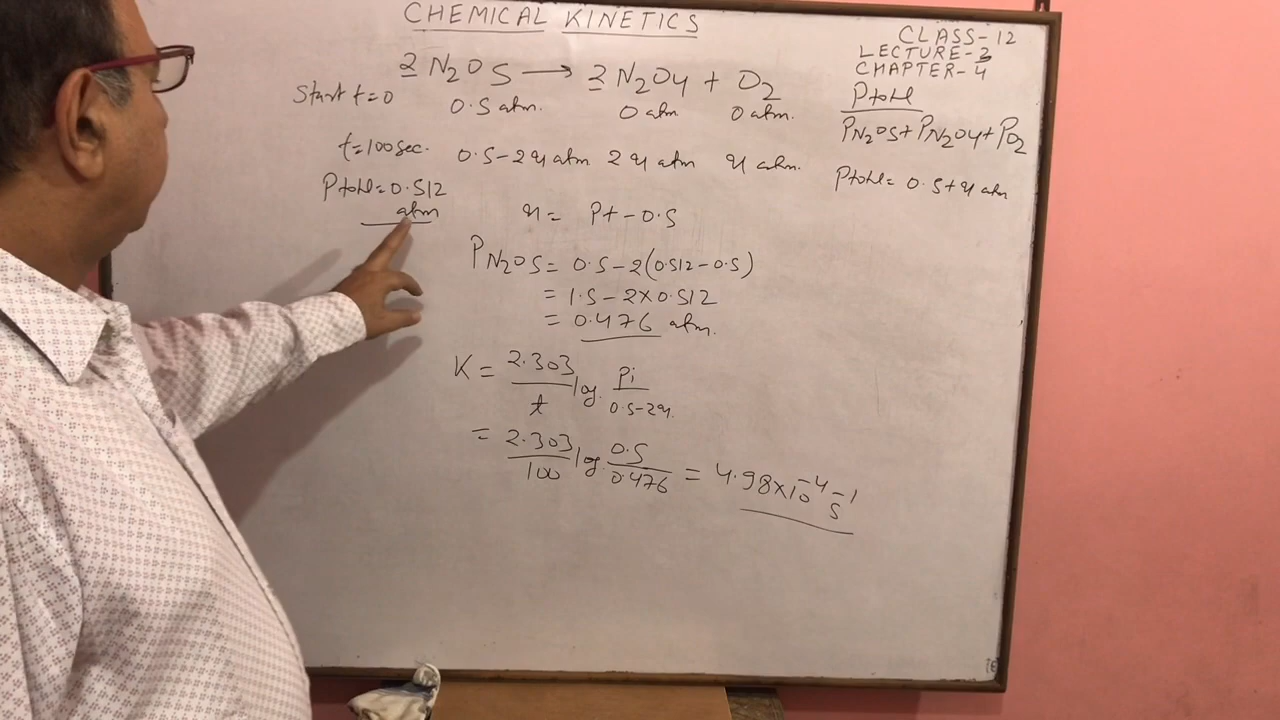 CHEMICAL KINETICS
CLASS-12
LECTURE-3
CHAPTER-4
2 N2O5 → 2 N2O4 + O2
Start t=0 0.5 atm. 0 atm 0 atm.
Ptotal
PN2O5 + PN2O4 + PO2
t=100 sec. 0.5-2x atm 2x atm x atm.
Ptotal = 0.5+x atm
Ptotal = 0.512
atm
x = Pt - 0.5
PN2O5 = 0.5-2(0.512-0.5)
= 1.5-2×0.512
= 0.476 atm.
K = 2.303/t log. Pi/0.5-2x.
= 2.303/100 log. 0.5/0.476 = 4.98×10⁻⁴ s⁻¹